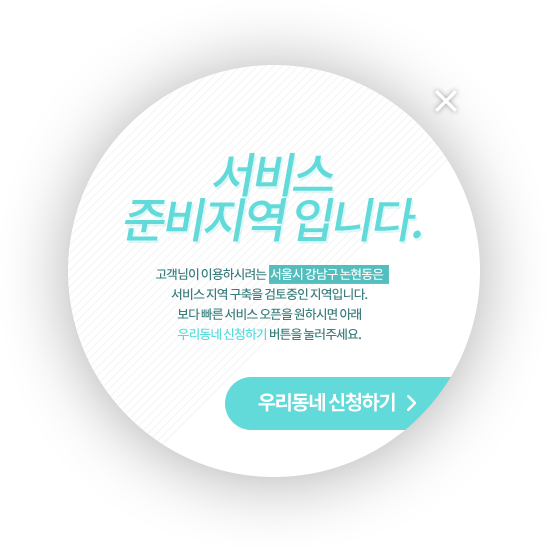 서비스
준비지역 입니다.
고객님이 이용하시려는 서울시 강남구 논현동은
서비스 지역 구축을 검토중인 지역입니다.
보다 빠른 서비스 오픈을 원하시면 아래
우리동네 신청하기 버튼을 눌러주세요.
우리동네 신청하기